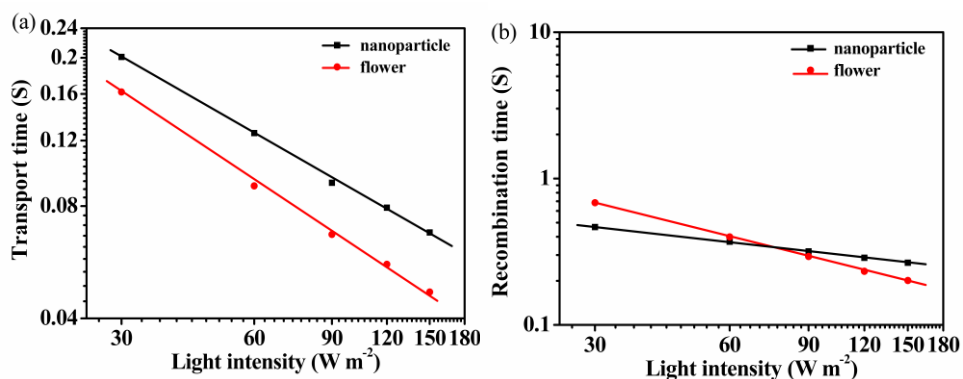 (a)
nanoparticle
flower
0.24
0.2
0.16
0.12
0.08
0.04
Transport time (S)
30 60 90 120 150 180
Light intensity (W m⁻²)
(b)
nanoparticle
flower
10
1
0.1
Recombination time (S)
30 60 90 120 150 180
Light intensity (W m⁻²)